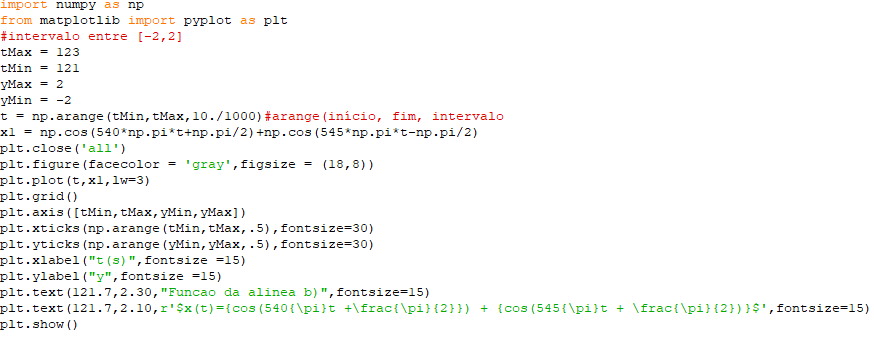 import numpy as np
from matplotlib import pyplot as plt
#intervalo entre [-2,2]
tMax = 123
tMin = 121
yMax = 2
yMin = -2
t = np.arange(tMin,tMax,10./1000)#arange(início, fim, intervalo
x1 = np.cos(540*np.pi*t+np.pi/2)+np.cos(545*np.pi*t-np.pi/2)
plt.close('all')
plt.figure(facecolor = 'gray',figsize = (18,8))
plt.plot(t,x1,lw=3)
plt.grid()
plt.axis([tMin,tMax,yMin,yMax])
plt.xticks(np.arange(tMin,tMax,.5),fontsize=30)
plt.yticks(np.arange(yMin,yMax,.5),fontsize=30)
plt.xlabel("t(s)",fontsize =15)
plt.ylabel("y",fontsize =15)
plt.text(121.7,2.30,"Funcao da alinea b)",fontsize=15)
plt.text(121.7,2.10,r'$x(t)={cos(540{\pi}t +\frac{\pi}{2}}) + {cos(545{\pi}t + \frac{\pi}{2})}$',fontsize=15)
plt.show()